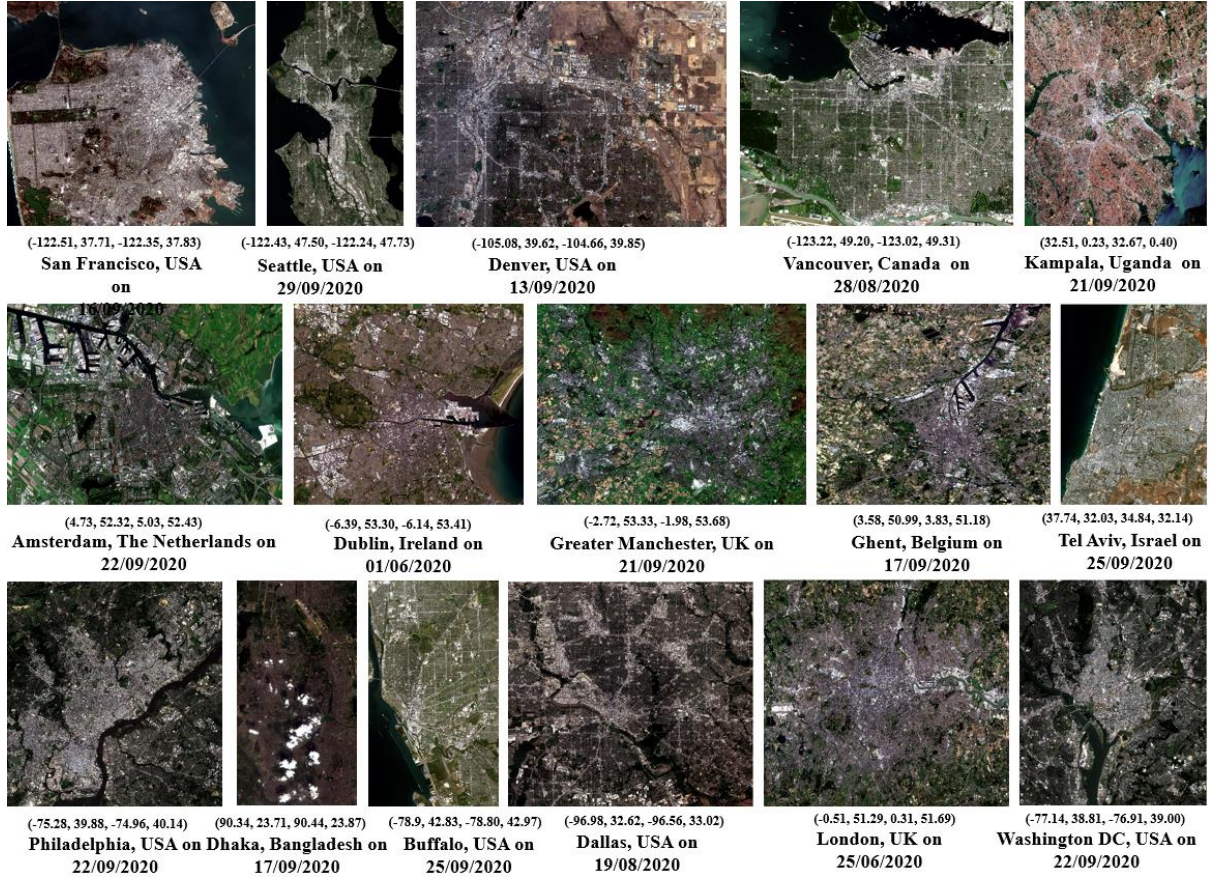 (-122.51, 37.71, -122.35, 37.83)
San Francisco, USA
on
16/09/2020
(-122.43, 47.50, -122.24, 47.73)
Seattle, USA on
29/09/2020
(-105.08, 39.62, -104.66, 39.85)
Denver, USA on
13/09/2020
(-123.22, 49.20, -123.02, 49.31)
Vancouver, Canada on
28/08/2020
(32.51, 0.23, 32.67, 0.40)
Kampala, Uganda on
21/09/2020
(4.73, 52.32, 5.03, 52.43)
Amsterdam, The Netherlands on
22/09/2020
(-6.39, 53.30, -6.14, 53.41)
Dublin, Ireland on
01/06/2020
(-2.72, 53.33, -1.98, 53.68)
Greater Manchester, UK on
21/09/2020
(3.58, 50.99, 3.83, 51.18)
Ghent, Belgium on
17/09/2020
(37.74, 32.03, 34.84, 32.14)
Tel Aviv, Israel on
25/09/2020
(-75.28, 39.88, -74.96, 40.14)
Philadelphia, USA on
22/09/2020
(90.34, 23.71, 90.44, 23.87)
Dhaka, Bangladesh on
17/09/2020
(-78.9, 42.83, -78.80, 42.97)
Buffalo, USA on
25/09/2020
(-96.98, 32.62, -96.56, 33.02)
Dallas, USA on
19/08/2020
(-0.51, 51.29, 0.31, 51.69)
London, UK on
25/06/2020
(-77.14, 38.81, -76.91, 39.00)
Washington DC, USA on
22/09/2020